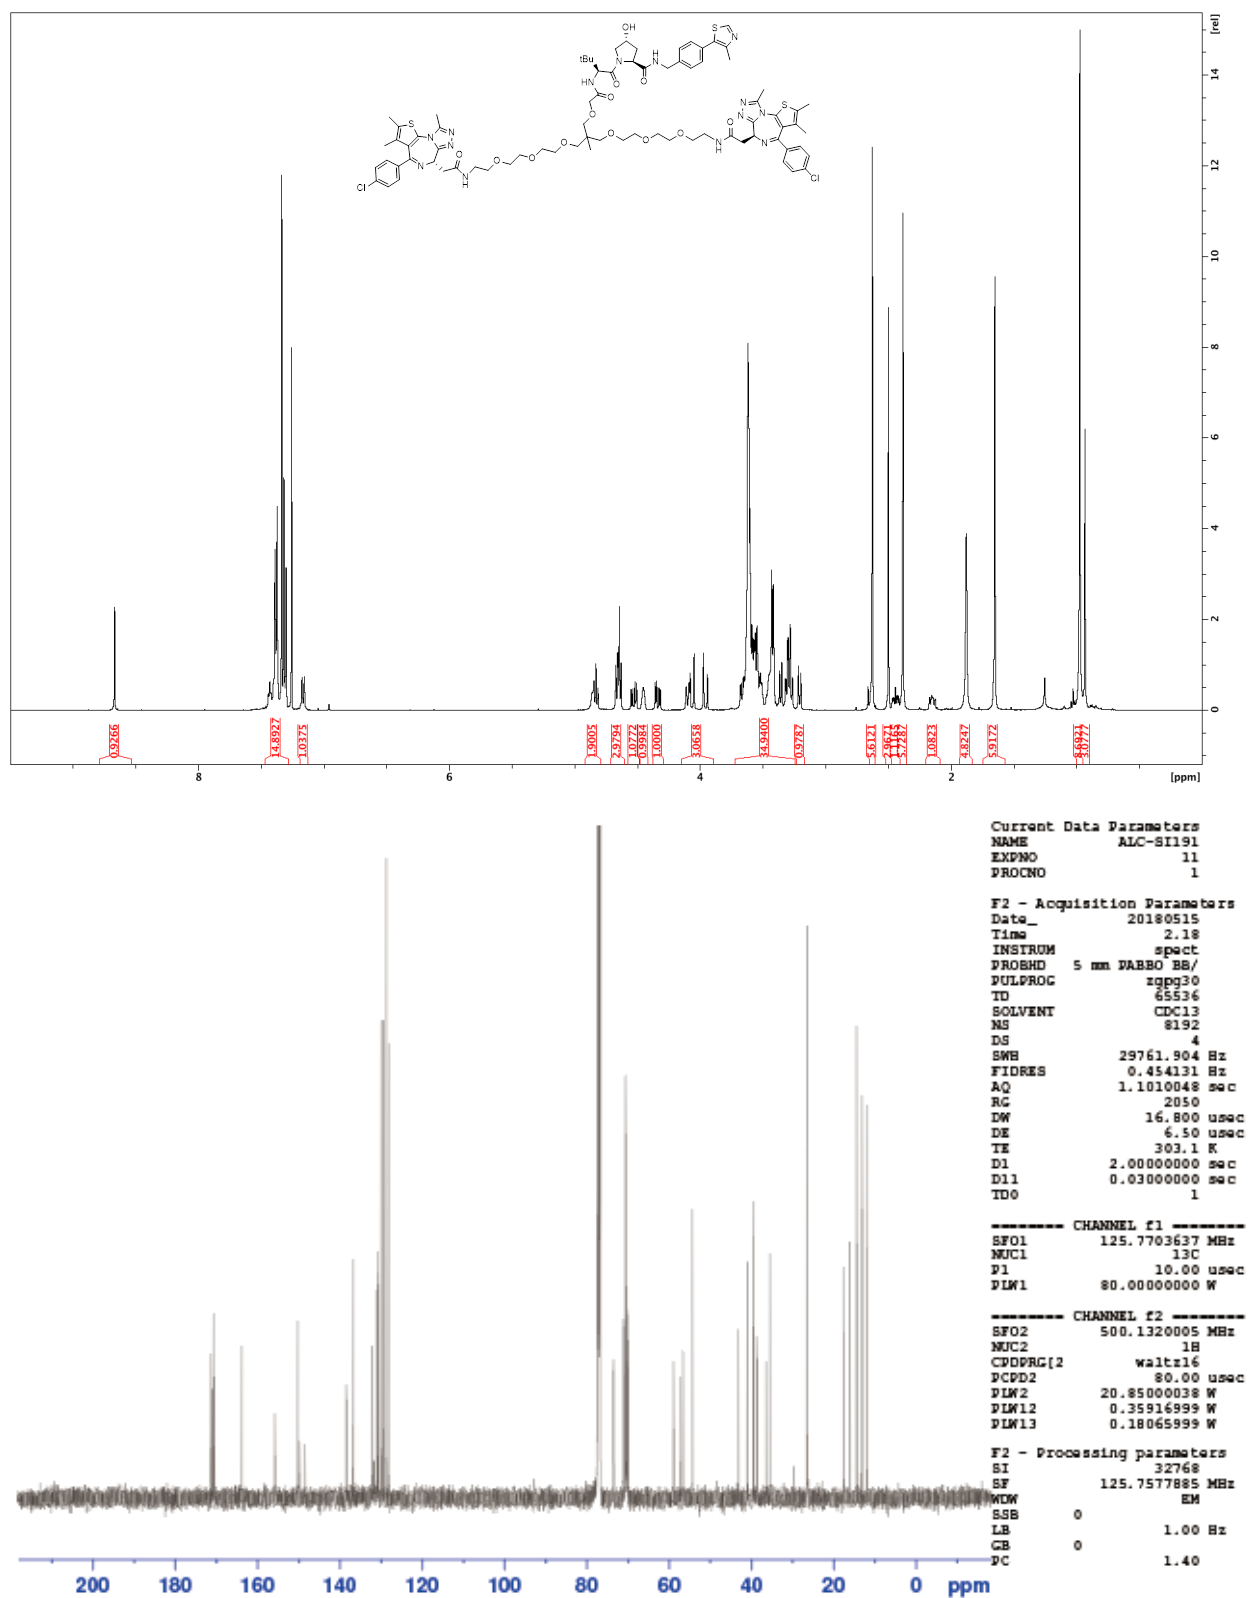 [rel]
14
12
10
8
6
4
2
0
OH
S
N
tBu
N
O
O
H
N
NH
O
O
N
N
N
S
O
O
O
O
O
O
O
O
N
H
N
N
N
S
N
Cl
S
N
N
N
N
O
N
H
Cl
0.9266
14.8927
1.0375
1.9005
2.9794
1.0772
0.9984
1.0000
3.0658
34.9400
0.9787
5.6121
2.9671
5.7287
1.0823
4.8247
5.9172
8.6921
8
6
4
2
[ppm]
Current Data Parameters
NAME ALC-SI191
EXPNO 11
PROCNO 1
F2 - Acquisition Parameters
Date_ 20180515
Time 2.18
INSTRUM spect
PROBHD 5 mm PABBO BB/
PULPROG zgpg30
TD 65536
SOLVENT CDCl3
NS 8192
DS 4
SWH 29761.904 Hz
FIDRES 0.454131 Hz
AQ 1.1010048 sec
RG 2050
DW 16.800 usec
DE 6.50 usec
TE 303.1 K
D1 2.00000000 sec
D11 0.03000000 sec
TD0 1
======== CHANNEL f1 ========
SFO1 125.7703637 MHz
NUC1 13C
P1 10.00 usec
PLW1 80.00000000 W
======== CHANNEL f2 ========
SFO2 500.1320005 MHz
NUC2 1H
CPDPRG[2 waltz16
PCPD2 80.00 usec
PLW2 20.85000038 W
PLW12 0.35916999 W
PLW13 0.18065999 W
F2 - Processing parameters
SI 32768
SF 125.7577885 MHz
WDW EM
SSB 0
LB 1.00 Hz
GB 0
PC 1.40
200 180 160 140 120 100 80 60 40 20 0 ppm